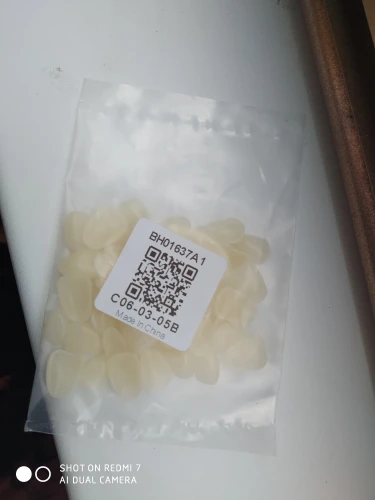 BH01637A1
C06-03-05B
Made In China
SHOT ON REDMI 7
AI DUAL CAMERA